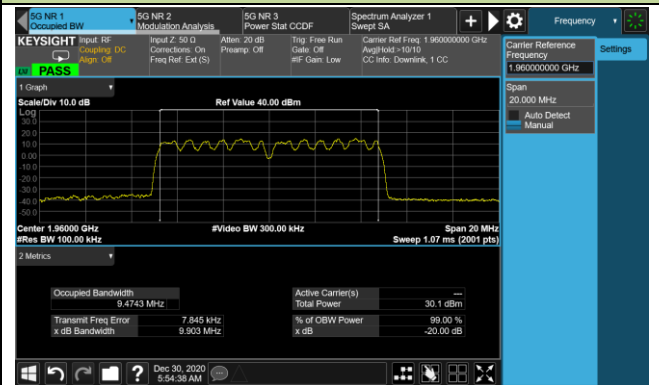 5G NR 1
Occupied BW
5G NR 2
Modulation Analysis
5G NR 3
Power Stat CCDF
Spectrum Analyzer 1
Swept SA
Frequency
KEYSIGHT
Input: RF
Coupling: DC
Align: Off
Input Z: 50 Ω
Corrections: On
Freq Ref: Ext (S)
Atten: 20 dB
Preamp: Off
Trig: Free Run
Gate: Off
#IF Gain: Low
Carrier Ref Freq: 1.960000000 GHz
Avg|Hold:>10/10
CC Info: Downlink, 1 CC
PASS
Carrier Reference Frequency
1.960000000 GHz
Settings
Span
20.000 MHz
Auto Detect
Manual
1 Graph
Scale/Div 10.0 dB
Ref Value 40.00 dBm
Log
30.0
20.0
10.0
0.00
-10.0
-20.0
-30.0
-40.0
-50.0
Center 1.96000 GHz
#Video BW 300.00 kHz
Span 20 MHz
#Res BW 100.00 kHz
Sweep 1.07 ms (2001 pts)
2 Metrics
Occupied Bandwidth
9.4743 MHz
Active Carrier(s)
---
Total Power
30.1 dBm
Transmit Freq Error
7.845 kHz
% of OBW Power
99.00 %
x dB Bandwidth
9.903 MHz
x dB
-20.00 dB
Dec 30, 2020
5:54:38 AM